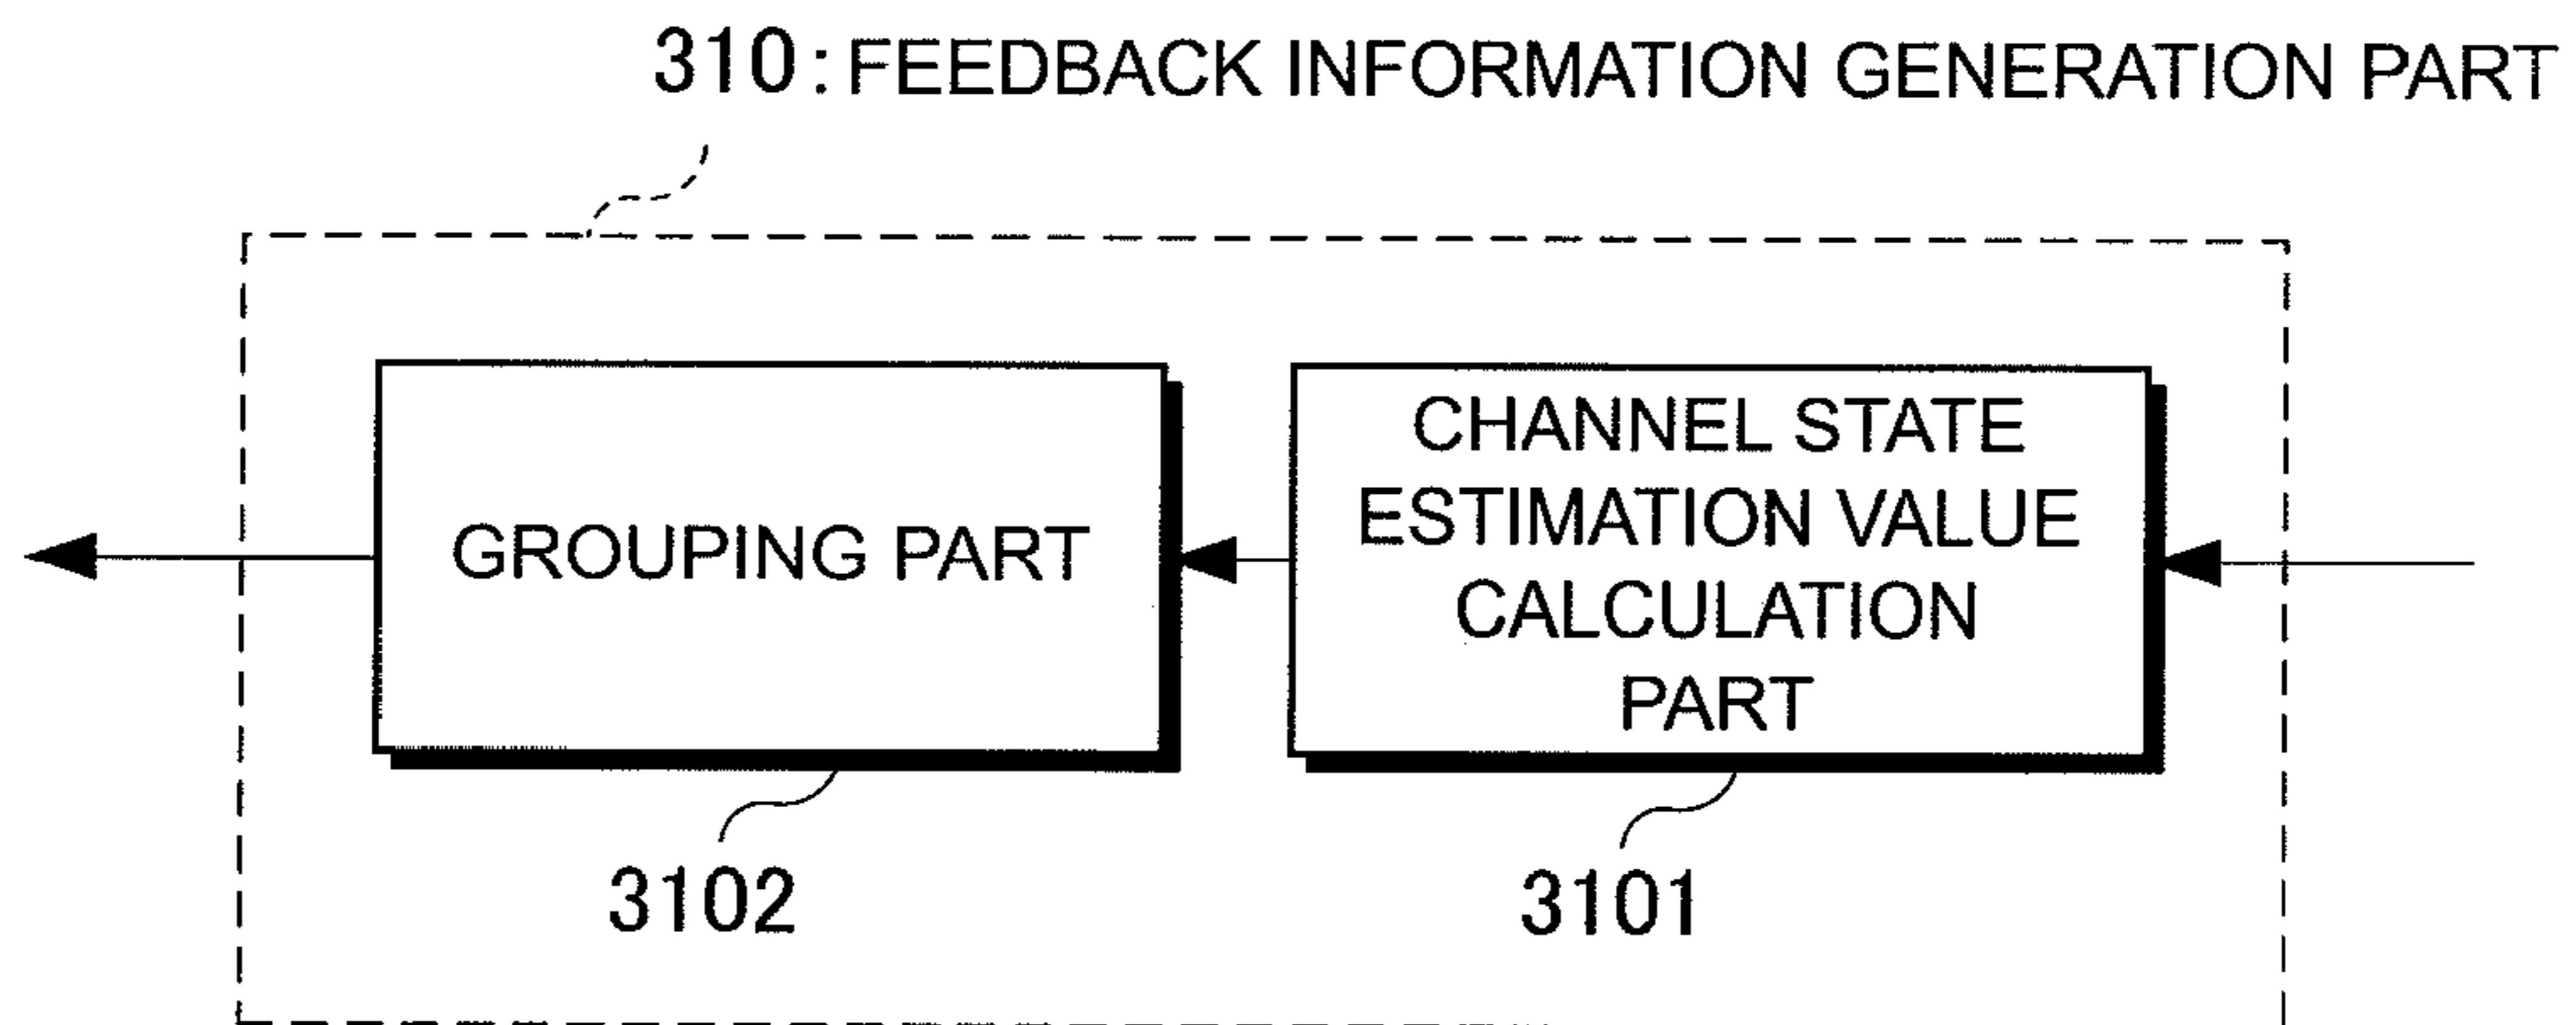 310: FEEDBACK INFORMATION GENERATION PART
GROUPING PART
CHANNEL STATE
ESTIMATION VALUE
CALCULATION
PART
3102
3101